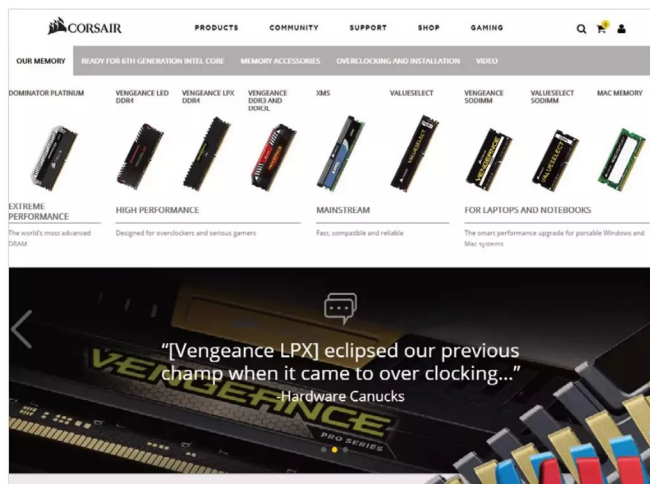 CORSAIR
PRODUCTS
COMMUNITY
SUPPORT
SHOP
GAMING
0
OUR MEMORY
READY FOR 6TH GENERATION INTEL CORE
MEMORY ACCESSORIES
OVERCLOCKING AND INSTALLATION
VIDEO
DOMINATOR PLATINUM
VENGEANCE LED
DDR4
VENGEANCE LPX
DDR4
VENGEANCE
DDR3 AND
DDR3L
XMS
VALUESELECT
VENGEANCE
SODIMM
VALUESELECT
SODIMM
MAC MEMORY
VALUESELECT
VENGEANCE
VALUESELECT
EXTREME
PERFORMANCE
The world's most advanced
DRAM
HIGH PERFORMANCE
Designed for overclockers and serious gamers
MAINSTREAM
Fast, compatible and reliable
FOR LAPTOPS AND NOTEBOOKS
The smart performance upgrade for portable Windows and
Mac systems
“[Vengeance LPX] eclipsed our previous
champ when it came to over clocking...”
-Hardware Canucks
VENGEANCE
PRO SERIES